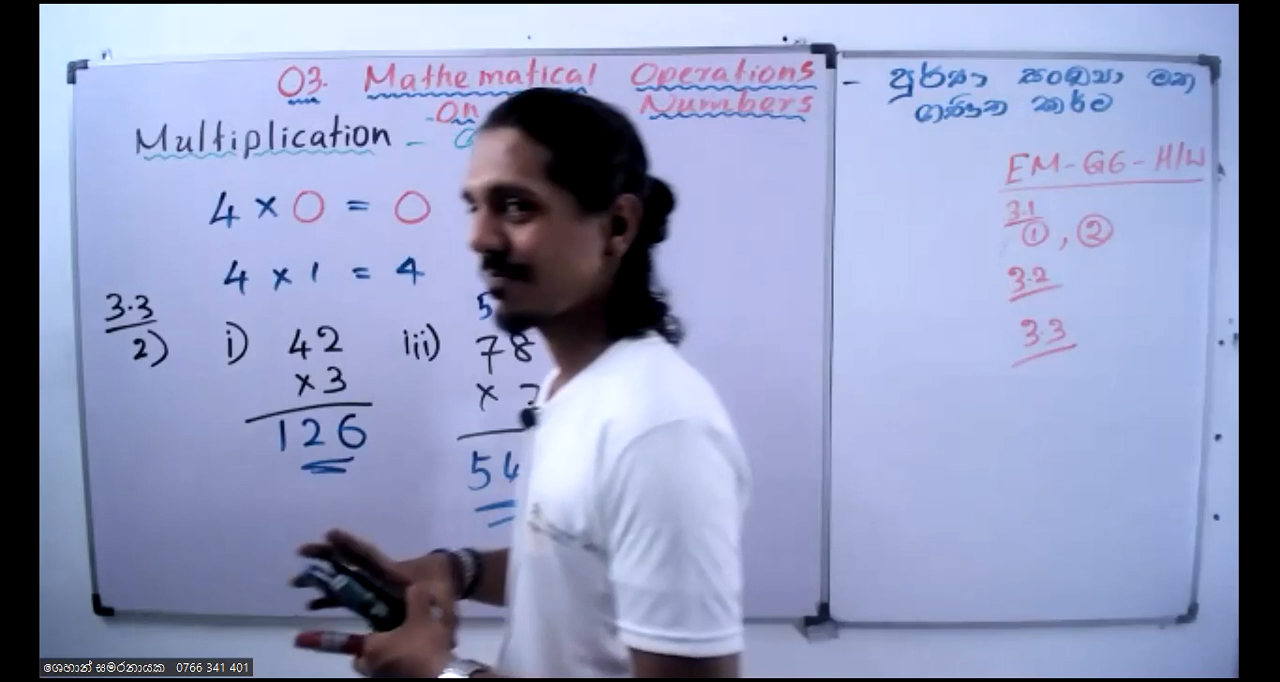 03. Mathematical Operations - පූර්ණ සංඛ්‍යා මත
On Numbers ගණිත කර්ම
Multiplication -
4 × 0 = 0
4 × 1 = 4
3.3
2) i) 42 iii) 78
× 3 ×
126 54
5
EM-G6-H/W
3.1
①, ②
3.2
3.3
ශෙහාන් සමරනායක 0766 341 401